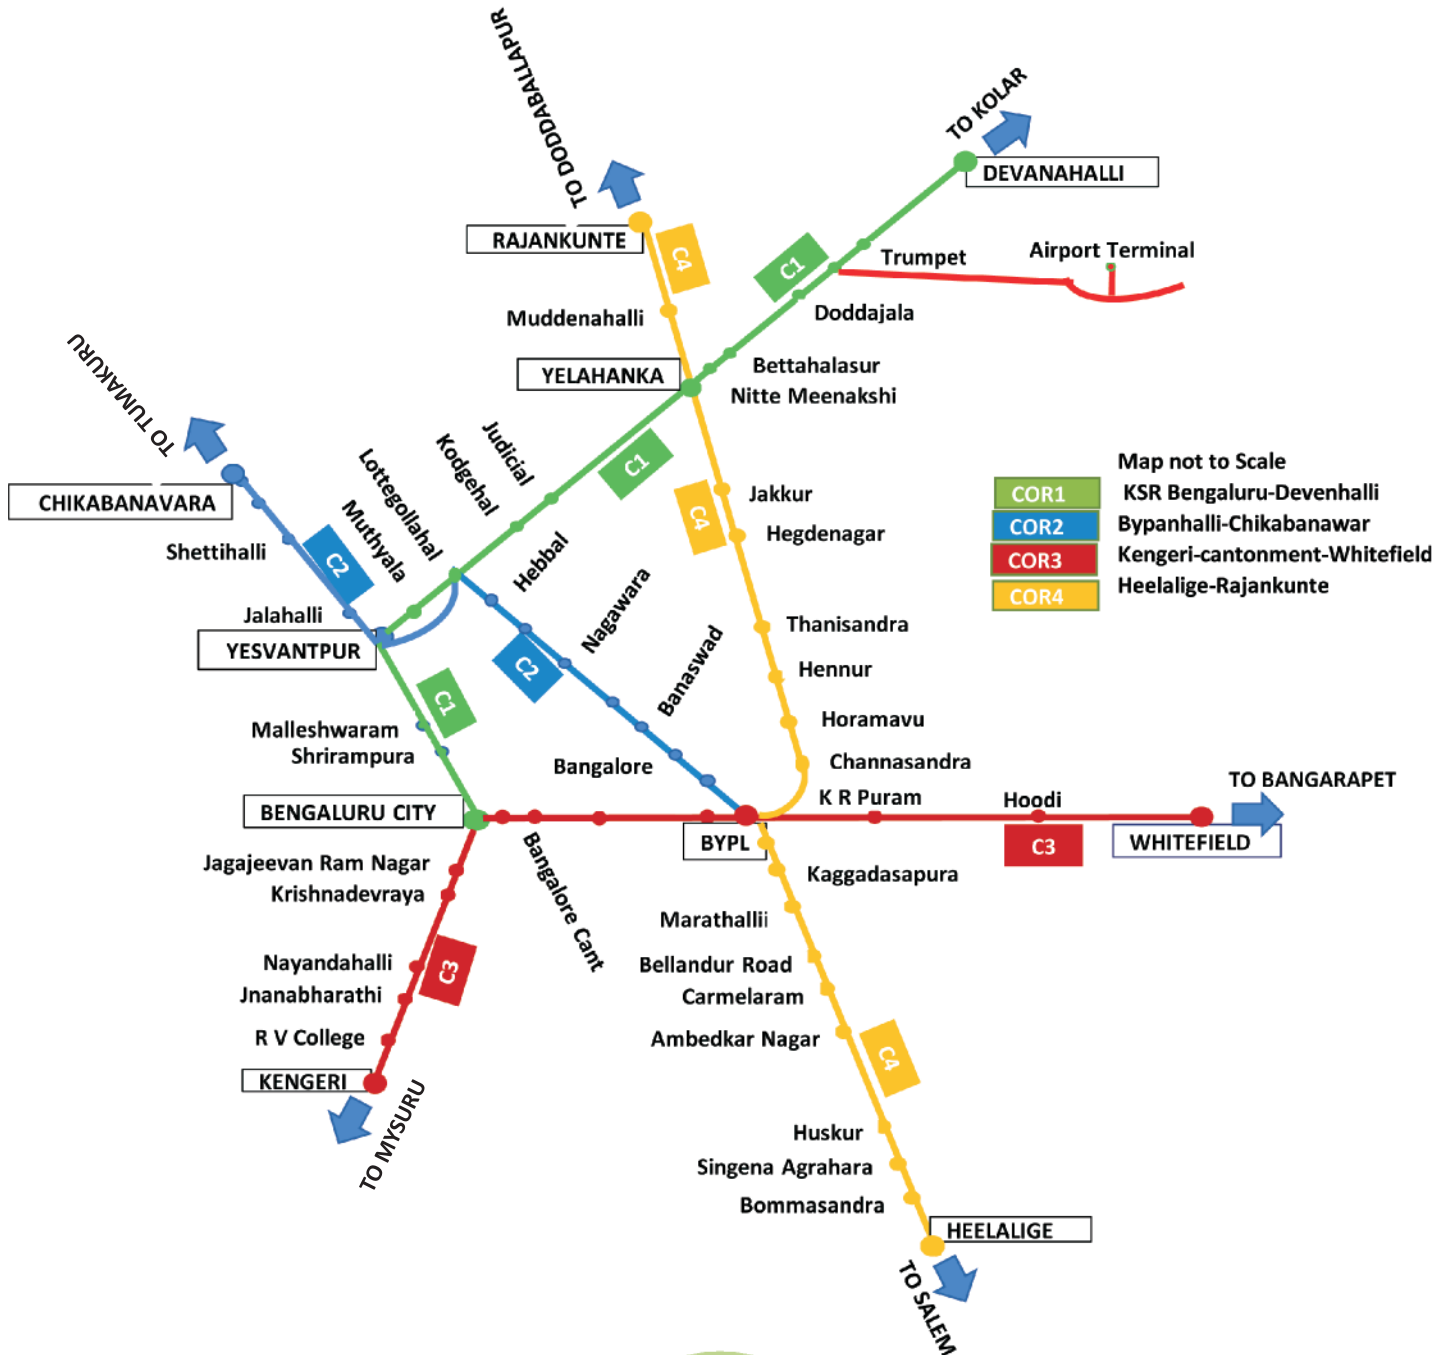 TO DODDABALLAPUR
TO KOLAR
DEVANAHALLI
RAJANKUNTE
C4
C1
Trumpet
Airport Terminal
Muddenahalli
Doddajala
YELAHANKA
Bettahalasur
Nitte Meenakshi
TO TUMAKURU
Judicial
Kodgehal
C1
Lottegollahal
Muthyala
Map not to Scale
COR1 KSR Bengaluru-Devenhalli
COR2 Bypanhalli-Chikabanawar
COR3 Kengeri-cantonment-Whitefield
COR4 Heelalige-Rajankunte
CHIKABANAVARA
Jakkur
C4
Hegdenagar
Shettihalli
C2
Hebbal
Nagawara
Jalahalli
Thanisandra
YESVANTPUR
C2
Banaswad
Hennur
C1
Malleshwaram
Shrirampura
Horamavu
Bangalore
Channasandra
BENGALURU CITY
K R Puram
Hoodi
TO BANGARAPET
BYPL
C3
WHITEFIELD
Jagajeevan Ram Nagar
Krishnadevraya
Bangalore Cant
Kaggadasapura
Marathallii
Nayandahalli
C3
Bellandur Road
Jnanabharathi
Carmelaram
R V College
Ambedkar Nagar
C4
KENGERI
TO MYSURU
Huskur
Singena Agrahara
Bommasandra
HEELALIGE
TO SALEM